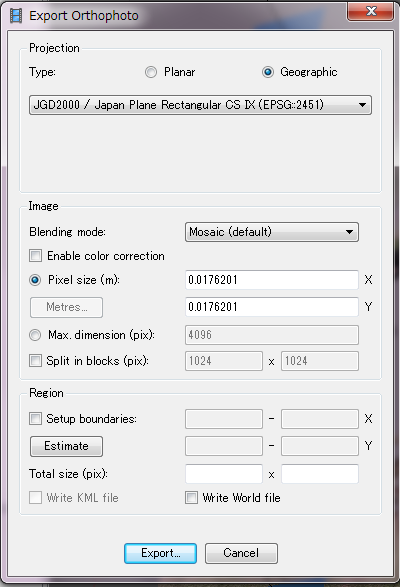 Export Orthophoto
Projection
Type: Planar Geographic
JGD2000 / Japan Plane Rectangular CS IX (EPSG::2451)
Image
Blending mode: Mosaic (default)
Enable color correction
Pixel size (m): 0.0176201 X
Metres... 0.0176201 Y
Max. dimension (pix): 4096
Split in blocks (pix): 1024 x 1024
Region
Setup boundaries: - X
Estimate - Y
Total size (pix): x
Write KML file Write World file
Export... Cancel